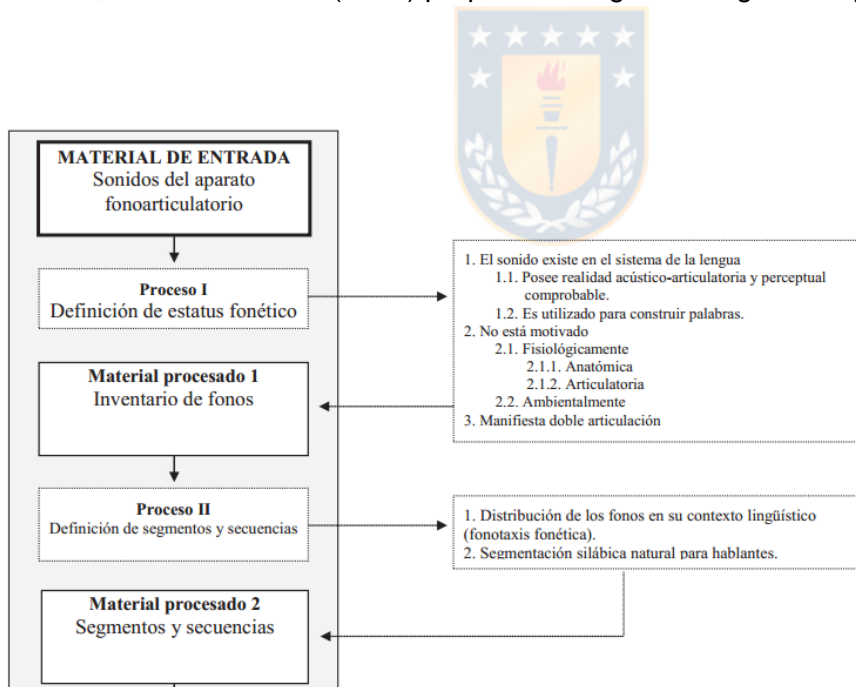 MATERIAL DE ENTRADA
Sonidos del aparato
fonoarticulatorio
Proceso I
Definición de estatus fonético
1. El sonido existe en el sistema de la lengua
1.1. Posee realidad acústico-articulatoria y perceptual
comprobable.
1.2. Es utilizado para construir palabras.
2. No está motivado
2.1. Fisiológicamente
2.1.1. Anatómica
2.1.2. Articulatoria
2.2. Ambientalmente
3. Manifiesta doble articulación
Material procesado 1
Inventario de fonos
Proceso II
Definición de segmentos y secuencias
1. Distribución de los fonos en su contexto lingüístico
(fonotaxis fonética).
2. Segmentación silábica natural para hablantes.
Material procesado 2
Segmentos y secuencias